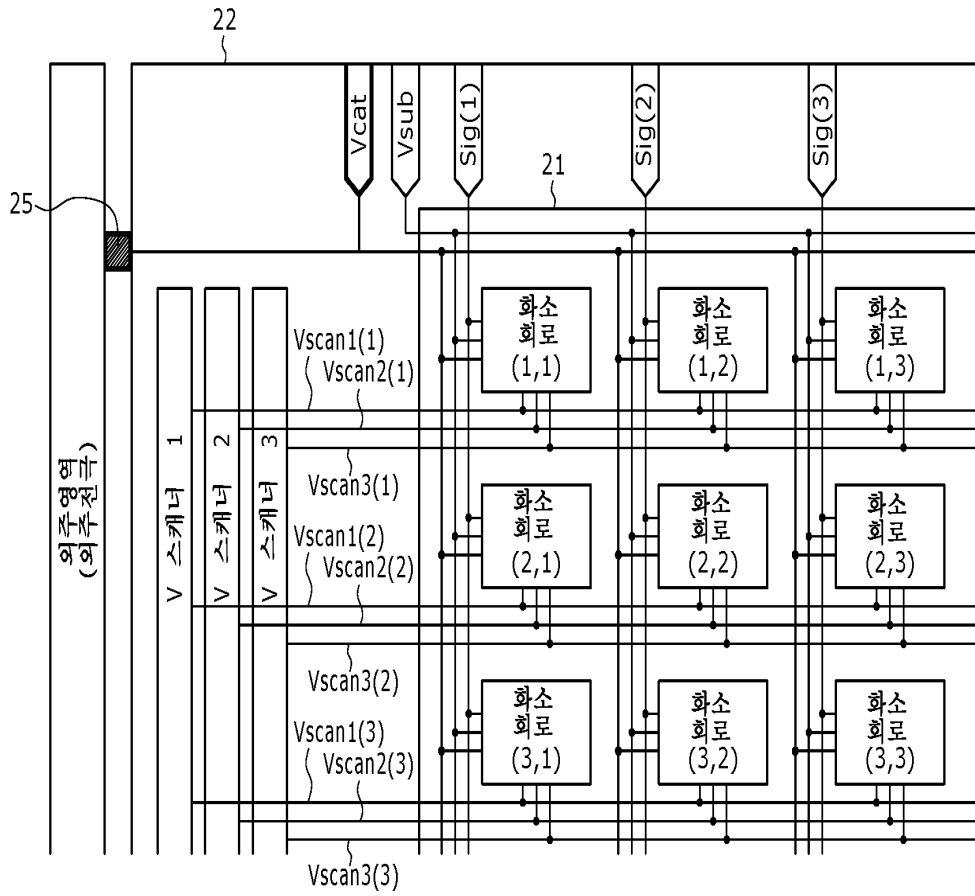 22
Vcat
Vsub
Sig(1)
Sig(2)
Sig(3)
21
25
화소
회로
(1,1)
화소
회로
(1,2)
화소
회로
(1,3)
Vscan1(1)
Vscan2(1)
Vscan3(1)
외주영역
(외주전극)
V 스캐너 1
V 스캐너 2
V 스캐너 3
화소
회로
(2,1)
화소
회로
(2,2)
화소
회로
(2,3)
Vscan1(2)
Vscan2(2)
Vscan3(2)
화소
회로
(3,1)
화소
회로
(3,2)
화소
회로
(3,3)
Vscan1(3)
Vscan2(3)
Vscan3(3)